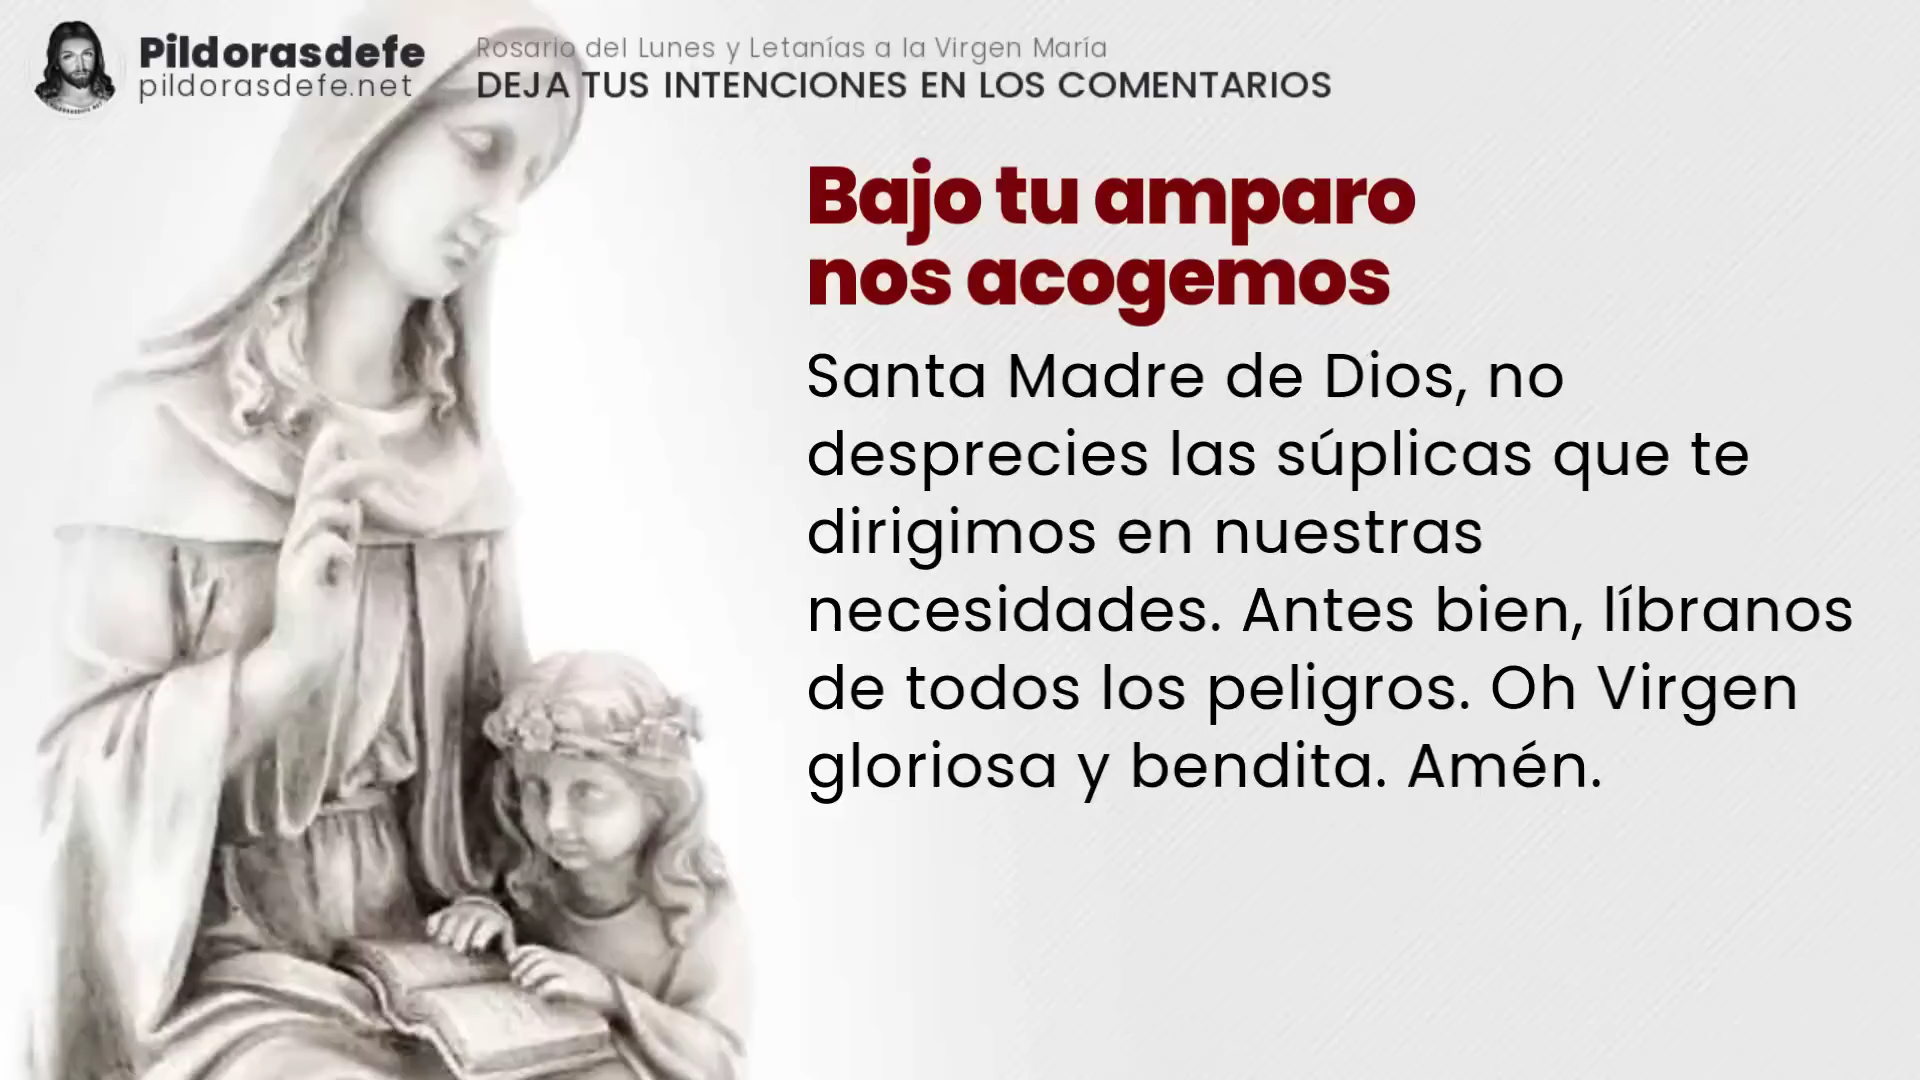 Pildorasdefe
pildorasdefe.net
Rosario del Lunes y Letanías a la Virgen María
DEJA TUS INTENCIONES EN LOS COMENTARIOS
Bajo tu amparo
nos acogemos
Santa Madre de Dios, no
desprecies las súplicas que te
dirigimos en nuestras
necesidades. Antes bien, líbranos
de todos los peligros. Oh Virgen
gloriosa y bendita. Amén.